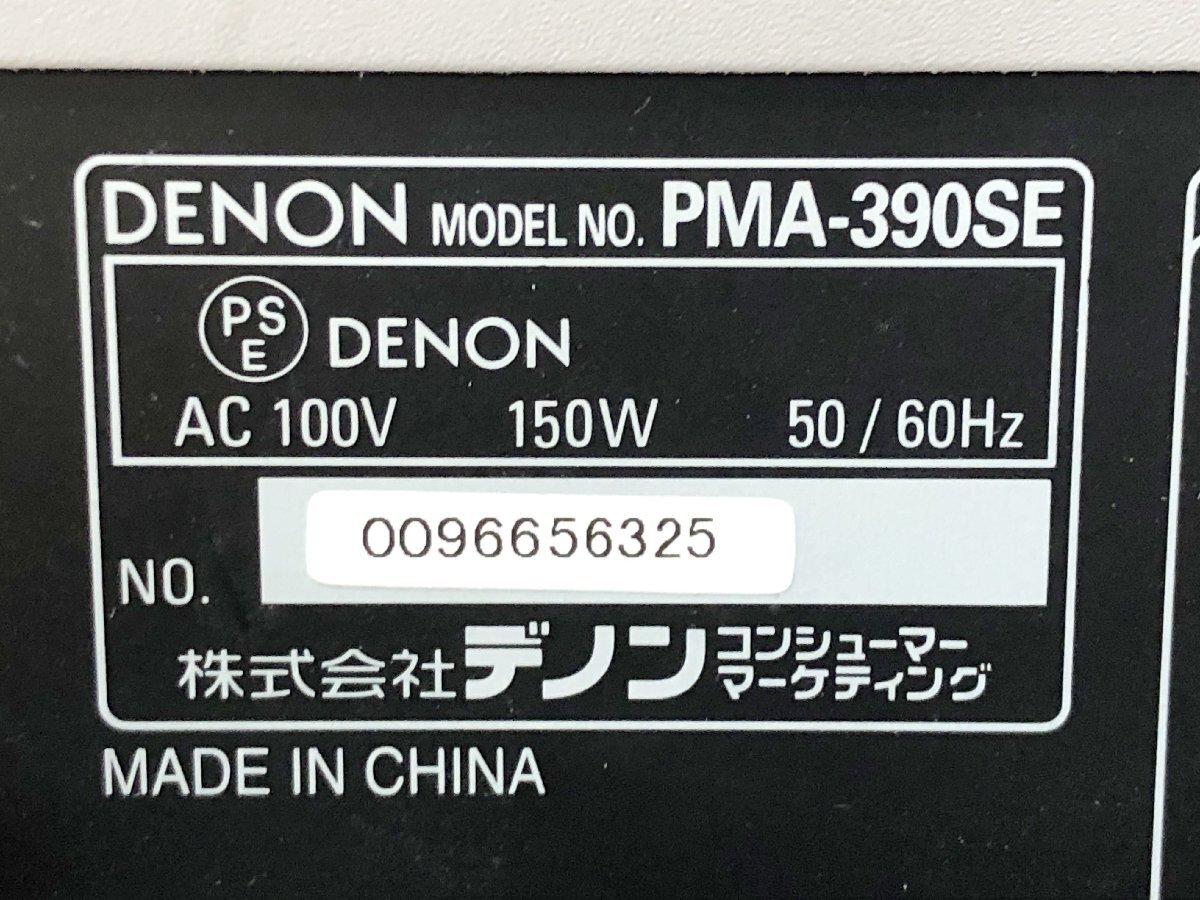 DENON MODEL NO. PMA-390SE
PS
E
DENON
AC 100V 150W 50 / 60Hz
NO. 0096656325
株式会社デノン コンシューマー
マーケティング
MADE IN CHINA